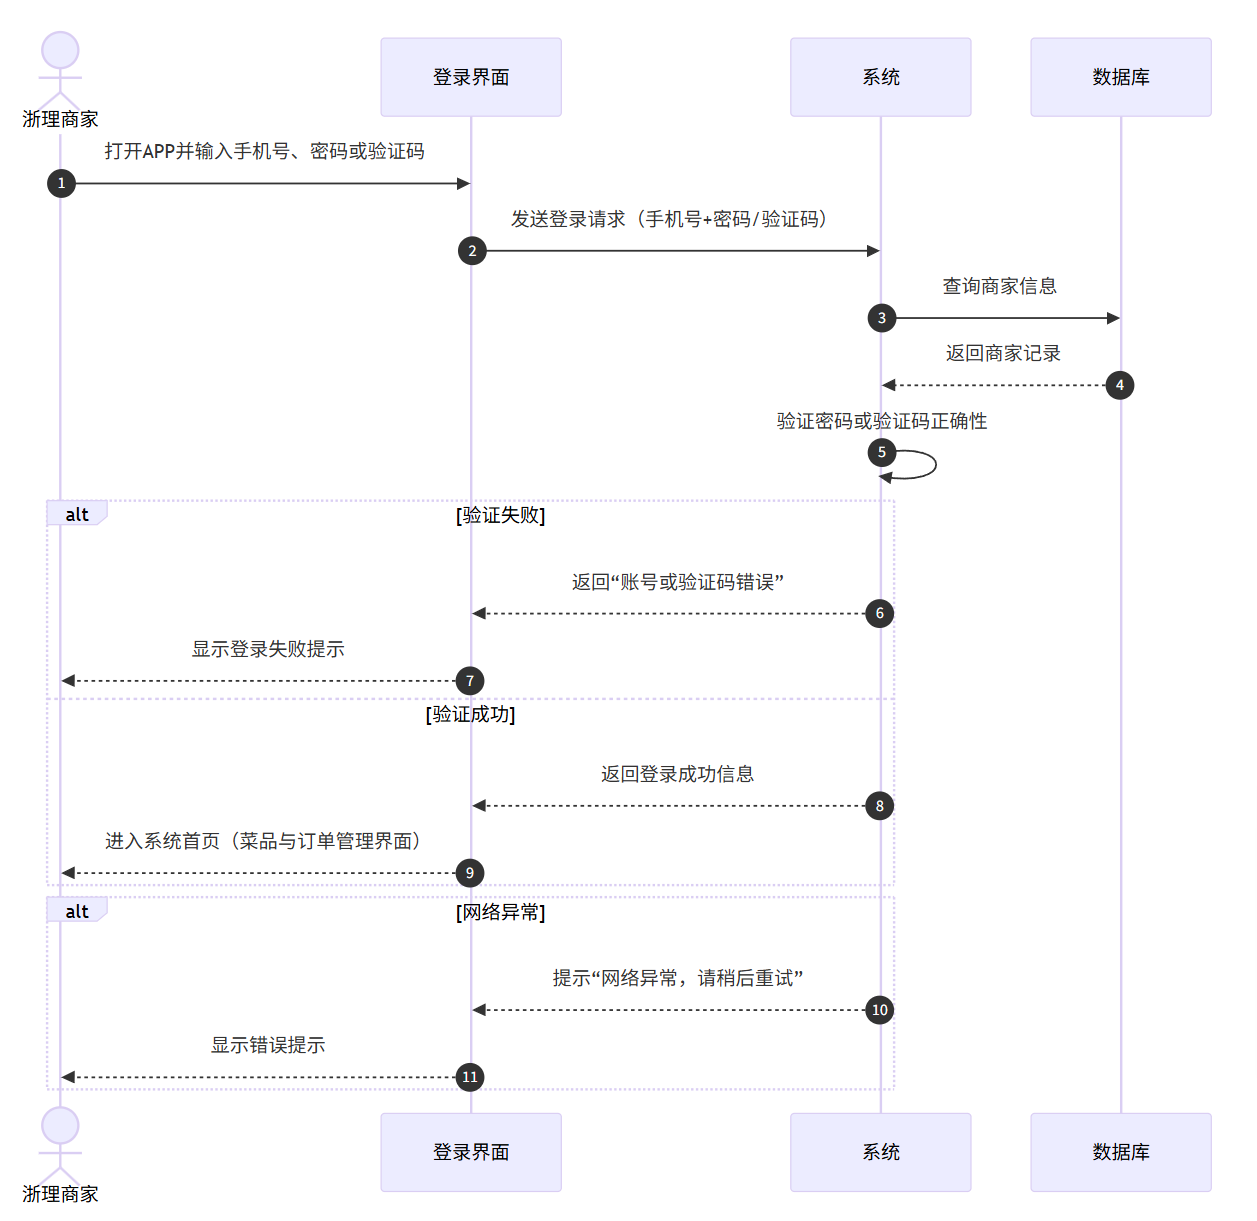 浙理商家
登录界面
系统
数据库
打开APP并输入手机号、密码或验证码
1
发送登录请求（手机号+密码/验证码）
2
查询商家信息
3
返回商家记录
4
验证密码或验证码正确性
5
alt
[验证失败]
返回“账号或验证码错误”
6
显示登录失败提示
7
[验证成功]
返回登录成功信息
8
进入系统首页（菜品与订单管理界面）
9
alt
[网络异常]
提示“网络异常，请稍后重试”
10
显示错误提示
11
浙理商家
登录界面
系统
数据库